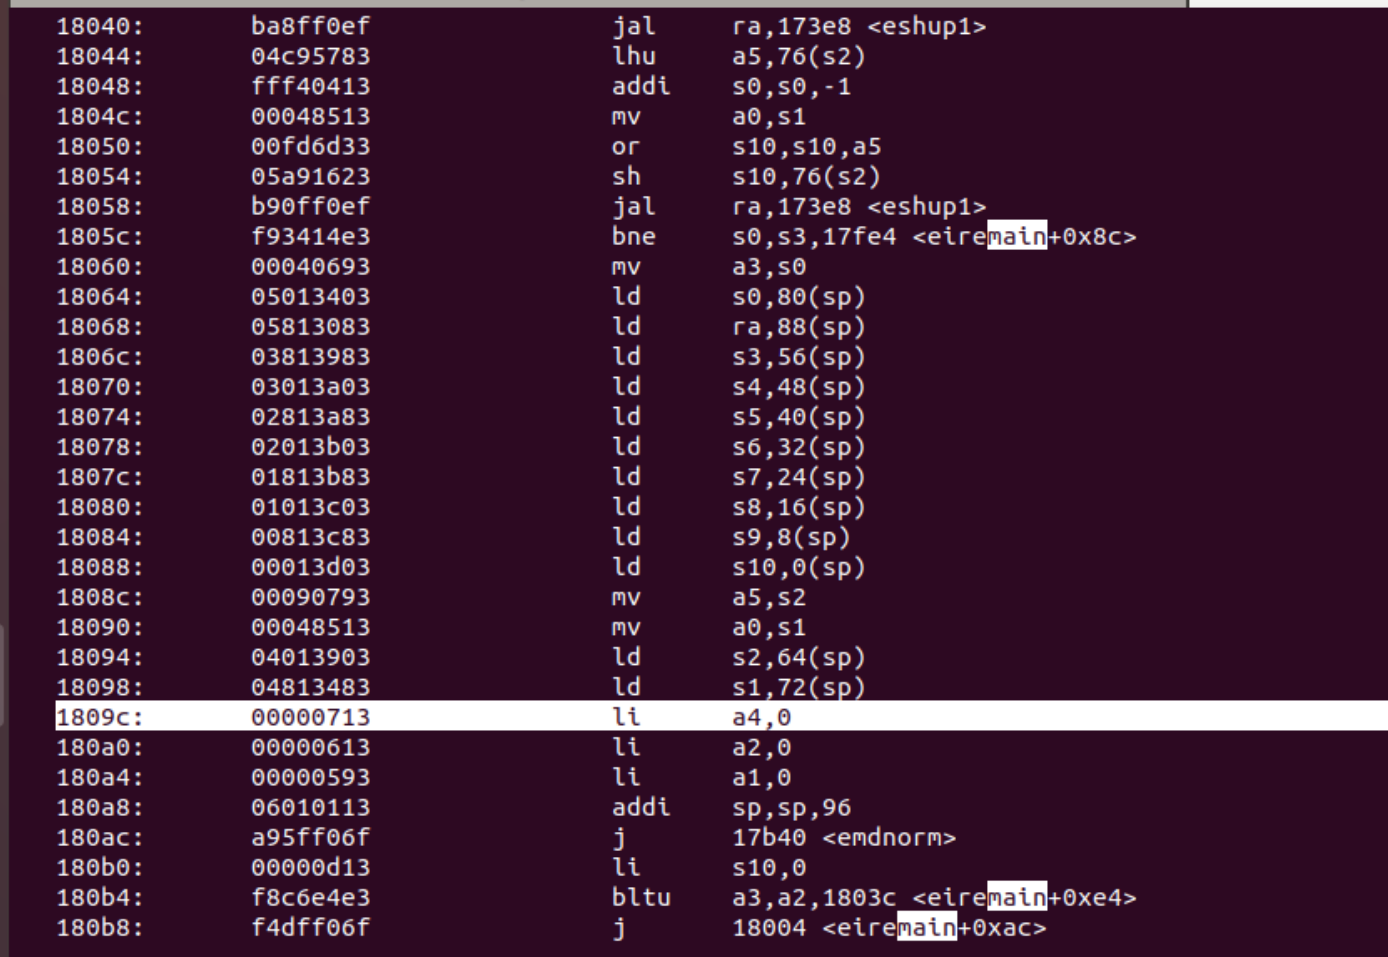 18040: ba8ff0ef jal ra,173e8 <eshup1>
18044: 04c95783 lhu a5,76(s2)
18048: fff40413 addi s0,s0,-1
1804c: 00048513 mv a0,s1
18050: 00fd6d33 or s10,s10,a5
18054: 05a91623 sh s10,76(s2)
18058: b90ff0ef jal ra,173e8 <eshup1>
1805c: f93414e3 bne s0,s3,17fe4 <eiremain+0x8c>
18060: 00040693 mv a3,s0
18064: 05013403 ld s0,80(sp)
18068: 05813083 ld ra,88(sp)
1806c: 03813983 ld s3,56(sp)
18070: 03013a03 ld s4,48(sp)
18074: 02813a83 ld s5,40(sp)
18078: 02013b03 ld s6,32(sp)
1807c: 01813b83 ld s7,24(sp)
18080: 01013c03 ld s8,16(sp)
18084: 00813c83 ld s9,8(sp)
18088: 00013d03 ld s10,0(sp)
1808c: 00090793 mv a5,s2
18090: 00048513 mv a0,s1
18094: 04013903 ld s2,64(sp)
18098: 04813483 ld s1,72(sp)
1809c: 00000713 li a4,0
180a0: 00000613 li a2,0
180a4: 00000593 li a1,0
180a8: 06010113 addi sp,sp,96
180ac: a95ff06f j 17b40 <emdnorm>
180b0: 00000d13 li s10,0
180b4: f8c6e4e3 bltu a3,a2,1803c <eiremain+0xe4>
180b8: f4dff06f j 18004 <eiremain+0xac>